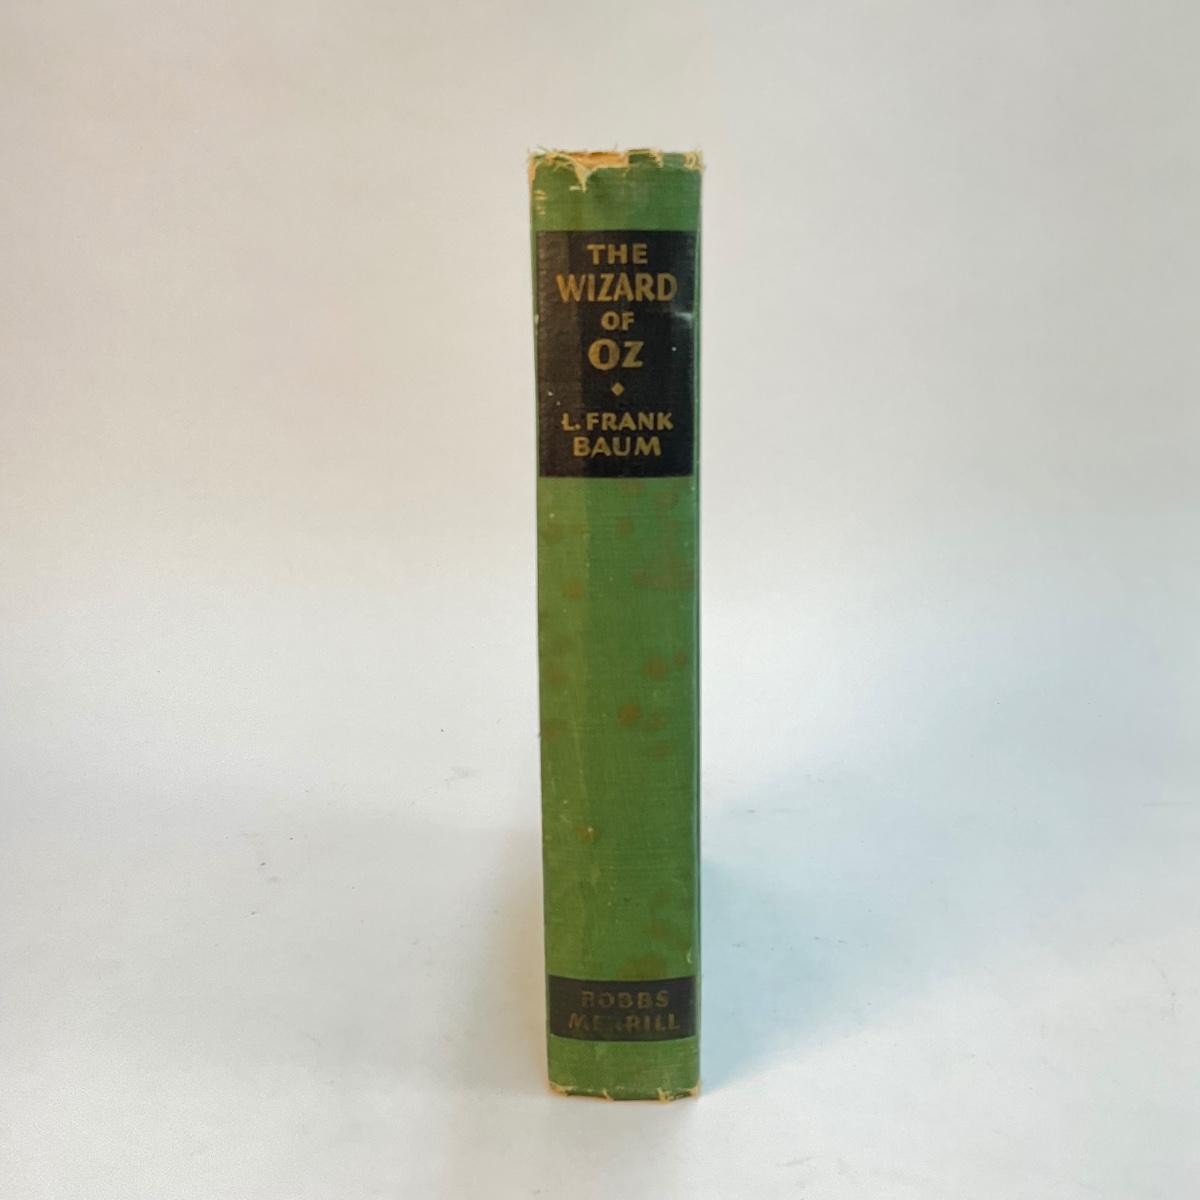 THE
WIZARD
OF
OZ
L. FRANK
BAUM
BOBBS
MERRILL